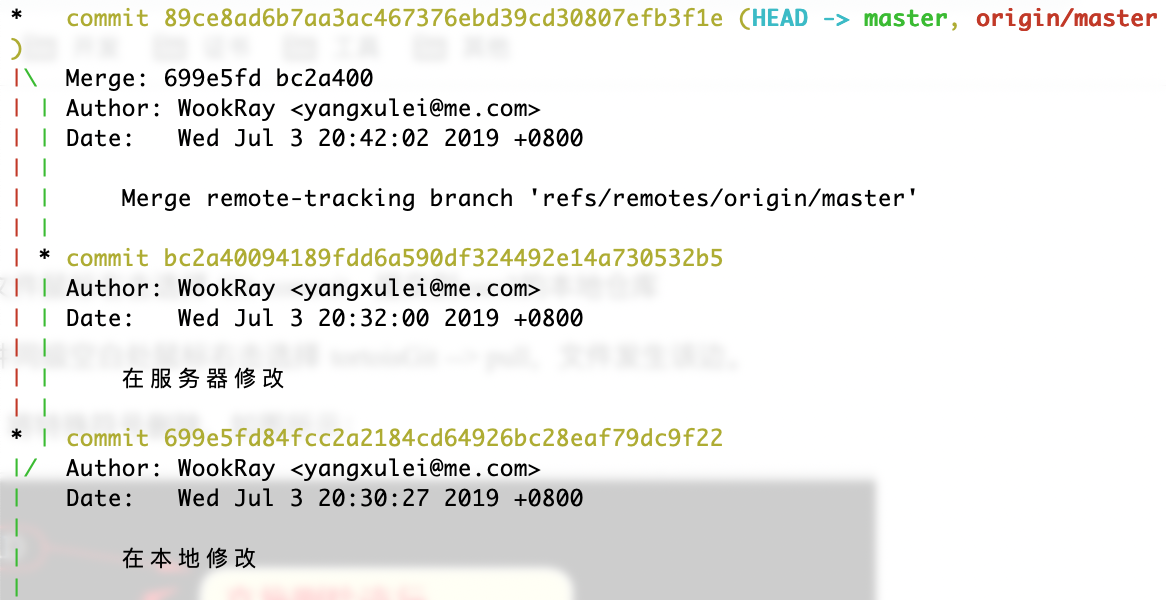 * commit 89ce8ad6b7aa3ac467376ebd39cd30807efb3f1e (HEAD -> master, origin/master
)
|\ Merge: 699e5fd bc2a400
| | Author: WookRay <yangxulei@me.com>
| | Date: Wed Jul 3 20:42:02 2019 +0800
| |
| | Merge remote-tracking branch 'refs/remotes/origin/master'
| |
| * commit bc2a40094189fdd6a590df324492e14a730532b5
| | Author: WookRay <yangxulei@me.com>
| | Date: Wed Jul 3 20:32:00 2019 +0800
| |
| | 在服务器修改
| |
* | commit 699e5fd84fcc2a2184cd64926bc28eaf79dc9f22
|/ Author: WookRay <yangxulei@me.com>
| Date: Wed Jul 3 20:30:27 2019 +0800
|
| 在本地修改
|